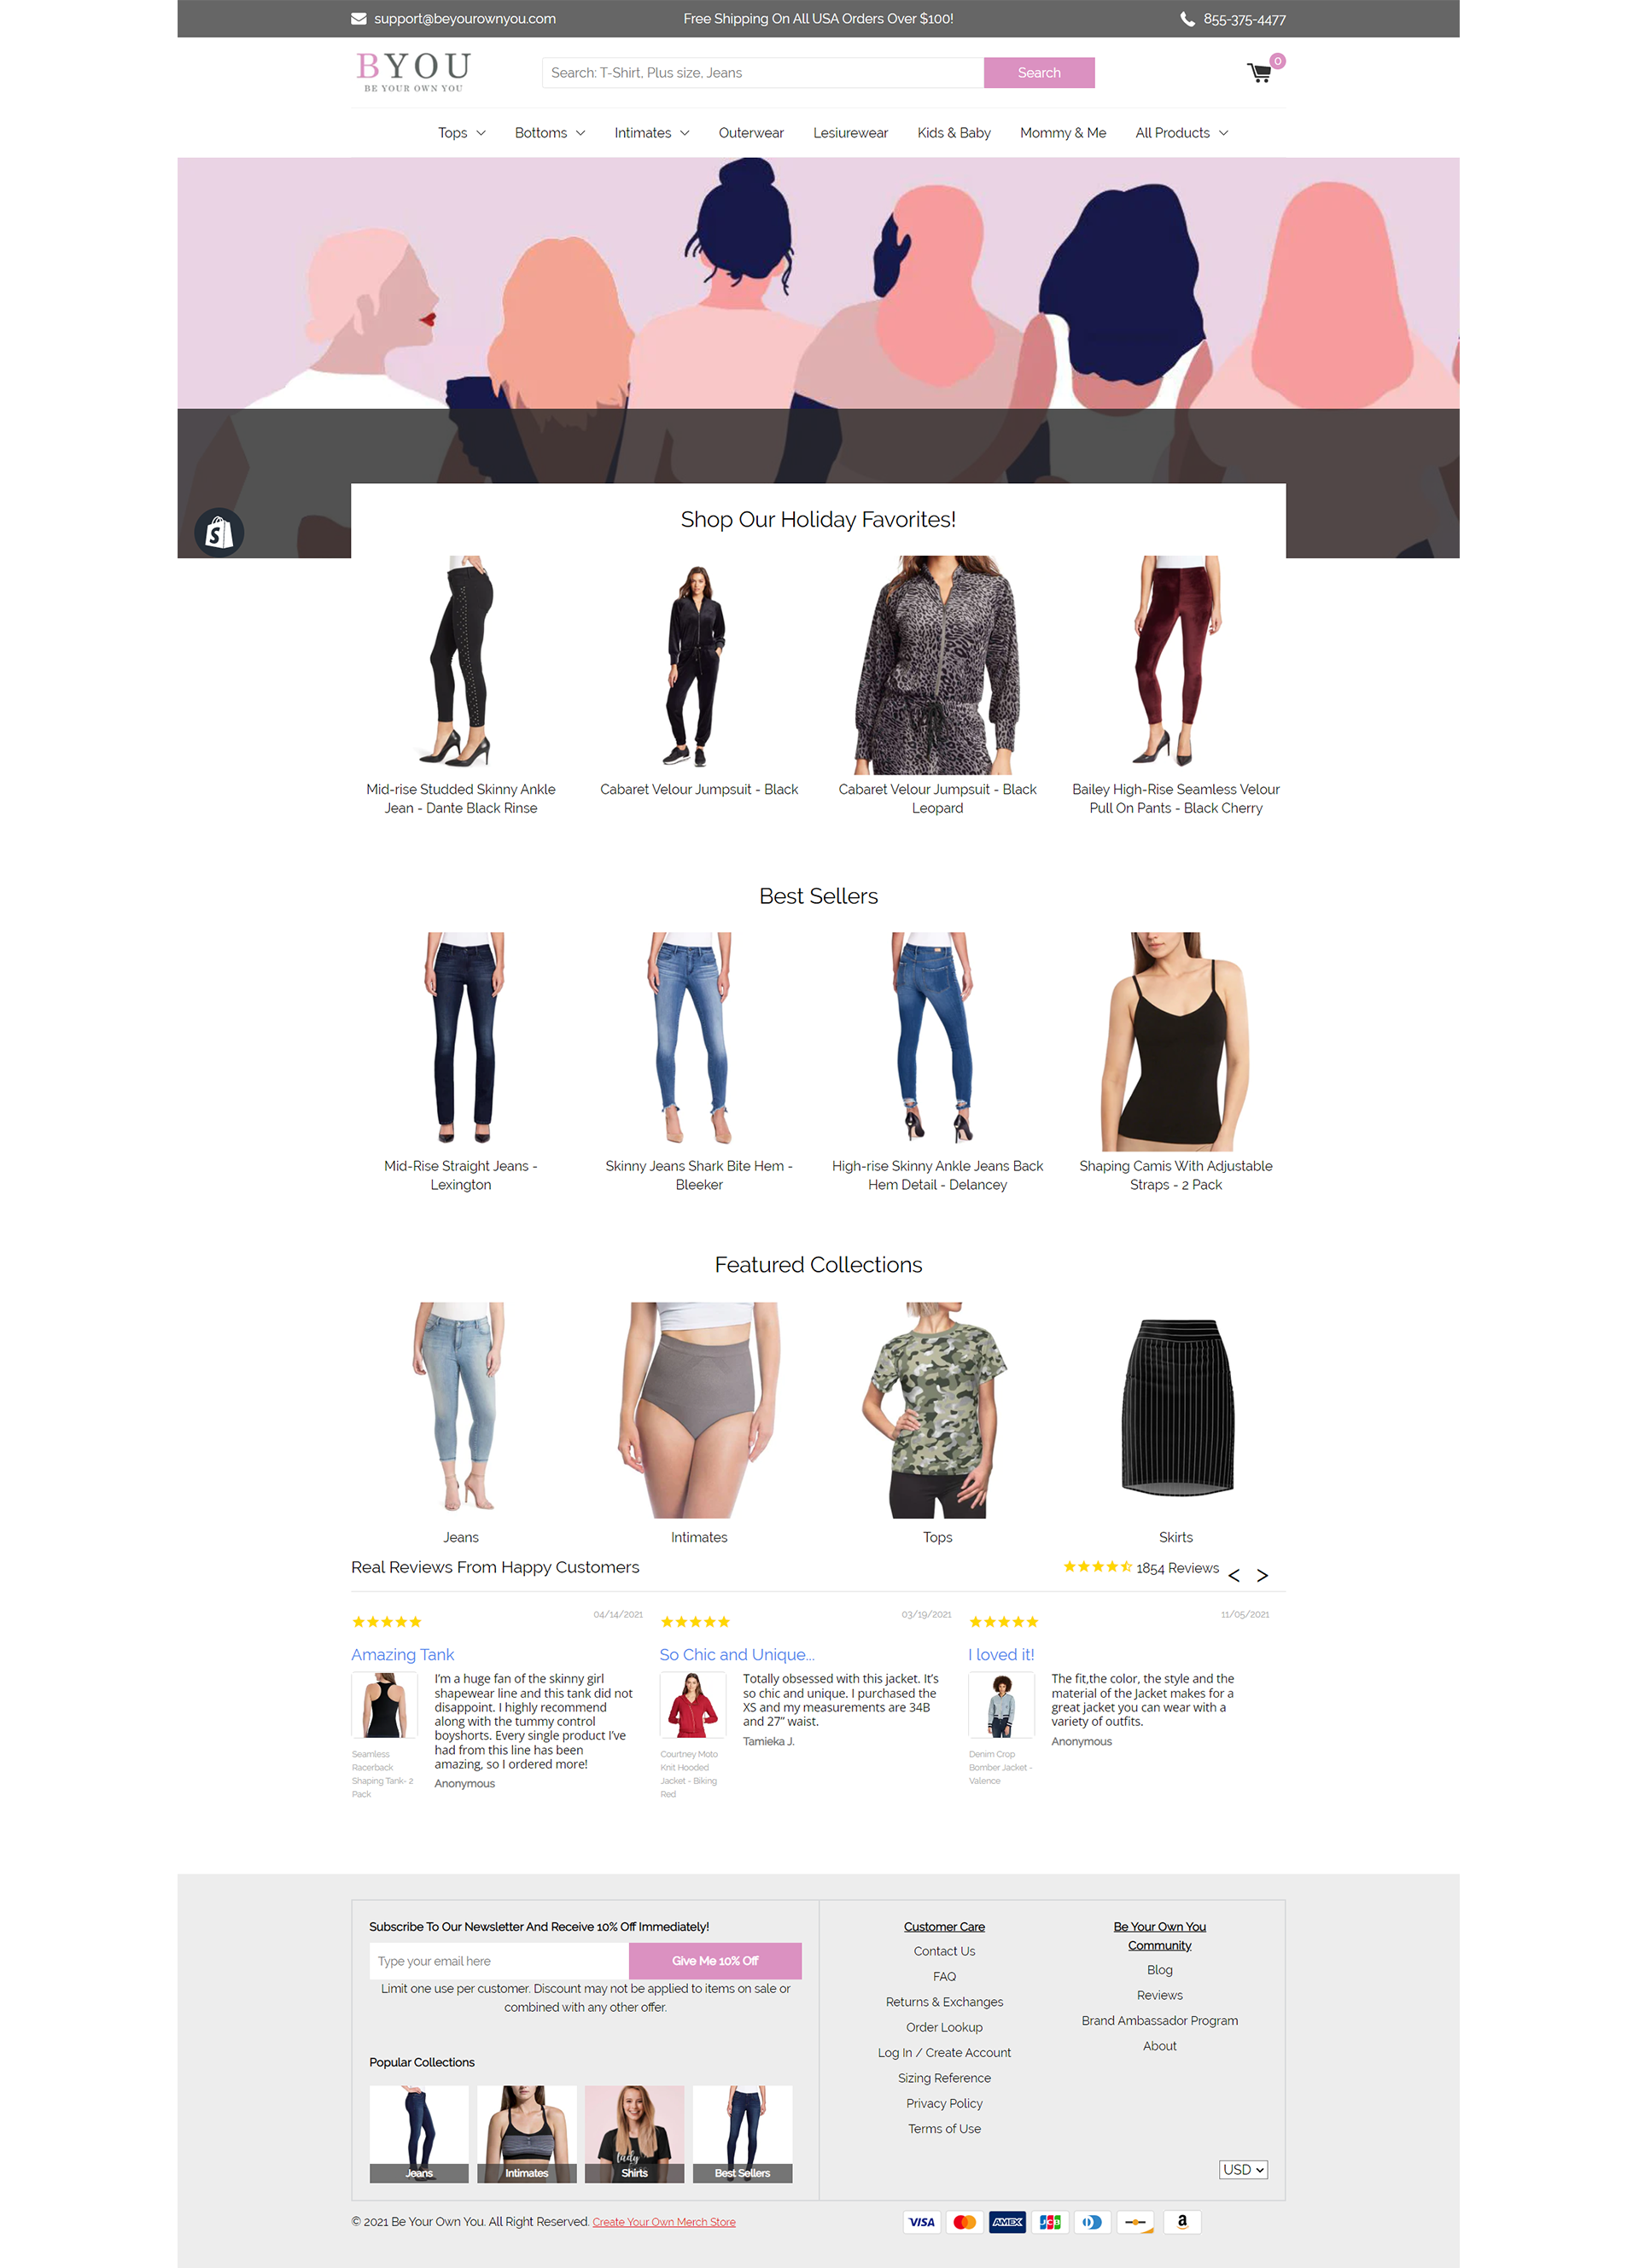 support@beyourownyou.com
Free Shipping On All USA Orders Over $100!
855-375-4477
BYOU
BE YOUR OWN YOU
Search: T-Shirt, Plus size, Jeans
Search
0
Tops
Bottoms
Intimates
Outerwear
Lesiurewear
Kids & Baby
Mommy & Me
All Products
S
Shop Our Holiday Favorites!
Mid-rise Studded Skinny Ankle
Jean - Dante Black Rinse
Cabaret Velour Jumpsuit - Black
Cabaret Velour Jumpsuit - Black
Leopard
Bailey High-Rise Seamless Velour
Pull On Pants - Black Cherry
Best Sellers
Mid-Rise Straight Jeans -
Lexington
Skinny Jeans Shark Bite Hem -
Bleeker
High-rise Skinny Ankle Jeans Back
Hem Detail - Delancey
Shaping Camis With Adjustable
Straps - 2 Pack
Featured Collections
Jeans
Intimates
Tops
Skirts
Real Reviews From Happy Customers
1854 Reviews
< >
04/14/2021
Amazing Tank
I'm a huge fan of the skinny girl
shapewear line and this tank did not
disappoint. I highly recommend
along with the tummy control
boyshorts. Every single product I've
had from this line has been
amazing, so I ordered more!
Anonymous
Seamless
Racerback
Shaping Tank- 2
Pack
03/19/2021
So Chic and Unique...
Totally obsessed with this jacket. It's
so chic and unique. I purchased the
XS and my measurements are 34B
and 27" waist.
Tamieka J.
Courtney Moto
Knit Hooded
Jacket - Biking
Red
11/05/2021
I loved it!
The fit,the color, the style and the
material of the Jacket makes for a
great jacket you can wear with a
variety of outfits.
Anonymous
Denim Crop
Bomber Jacket -
Valence
Subscribe To Our Newsletter And Receive 10% Off Immediately!
Type your email here
Give Me 10% Off
Limit one use per customer. Discount may not be applied to items on sale or
combined with any other offer.
Popular Collections
Jeans
Intimates
lady
Shirts
Best Sellers
Customer Care
Contact Us
FAQ
Returns & Exchanges
Order Lookup
Log In / Create Account
Sizing Reference
Privacy Policy
Terms of Use
Be Your Own You
Community
Blog
Reviews
Brand Ambassador Program
About
USD
© 2021 Be Your Own You. All Right Reserved. Create Your Own Merch Store
VISA
AMEX
JCB
a